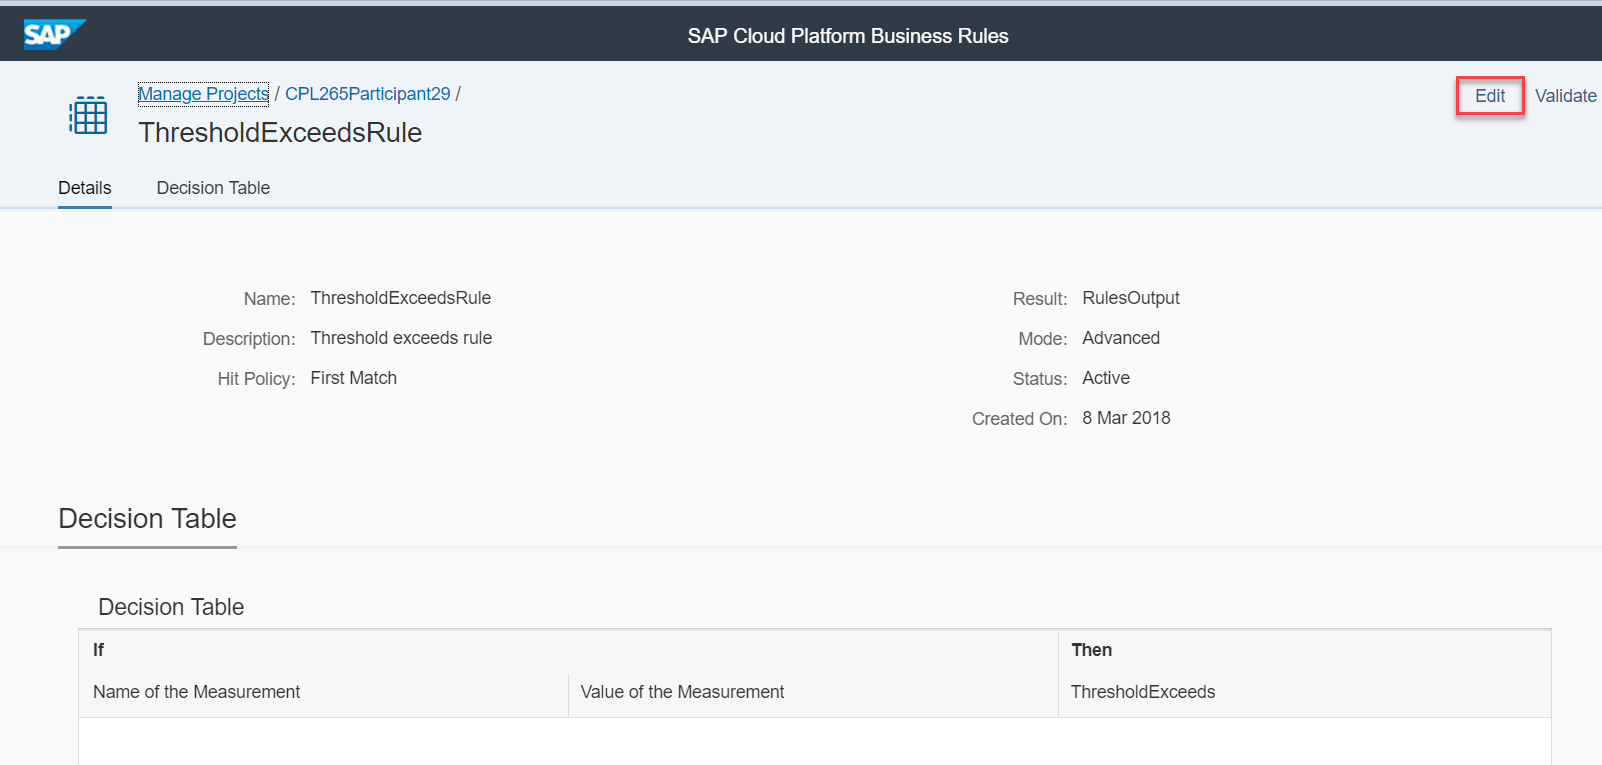 SAP
SAP Cloud Platform Business Rules
Manage Projects / CPL265Participant29 /
Edit
Validate
ThresholdExceedsRule
Details
Decision Table
Name: ThresholdExceedsRule
Description: Threshold exceeds rule
Hit Policy: First Match
Result: RulesOutput
Mode: Advanced
Status: Active
Created On: 8 Mar 2018
Decision Table
Decision Table
If
Then
Name of the Measurement
Value of the Measurement
ThresholdExceeds